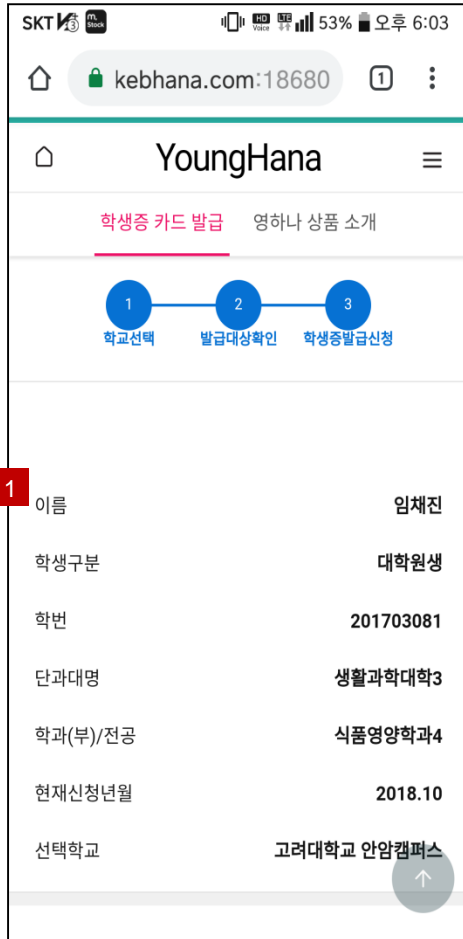 SKT m.Stock HD Voice LTE 53% 오후 6:03
kebhana.com:18680 1
YoungHana
학생증 카드 발급 영하나 상품 소개
1 2 3
학교선택 발급대상확인 학생증발급신청
1
이름 임채진
학생구분 대학원생
학번 201703081
단과대명 생활과학대학3
학과(부)/전공 식품영양학과4
현재신청년월 2018.10
선택학교 고려대학교 안암캠퍼스